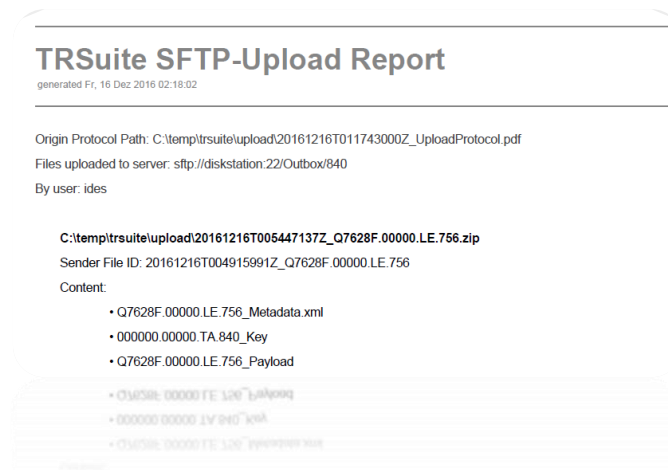 TRSuite SFTP-Upload Report
generated Fr, 16 Dez 2016 02:18:02
Origin Protocol Path: C:\temp\trsuite\upload\20161216T011743000Z_UploadProtocol.pdf
Files uploaded to server: sftp://diskstation:22/Outbox/840
By user: ides
C:\temp\trsuite\upload\20161216T005447137Z_Q7628F.00000.LE.756.zip
Sender File ID: 20161216T004915991Z_Q7628F.00000.LE.756
Content:
• Q7628F.00000.LE.756_Metadata.xml
• 000000.00000.TA.840_Key
• Q7628F.00000.LE.756_Payload